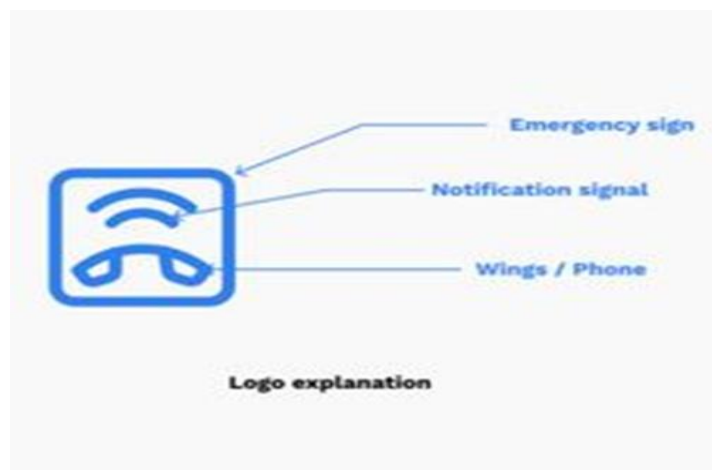 Emergency sign
Notification signal
Wings / Phone
Logo explanation